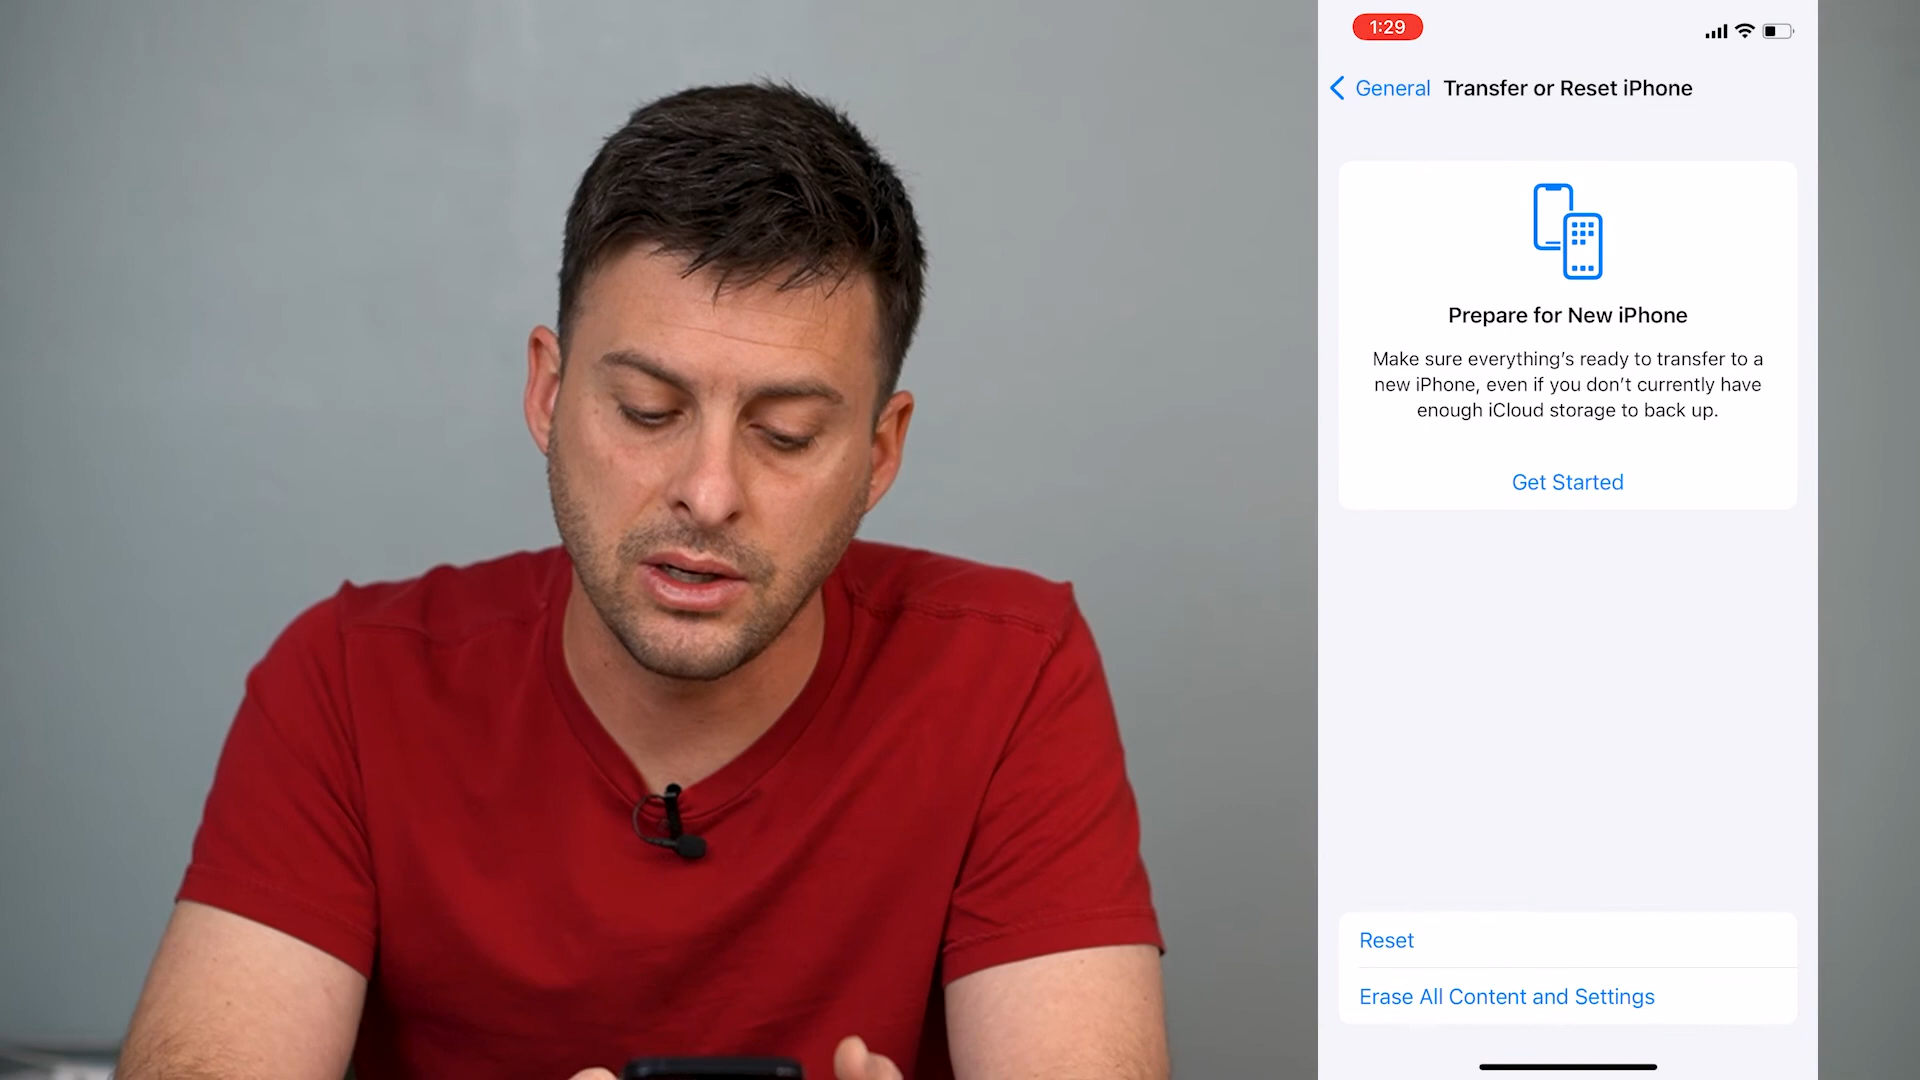 1:29
General Transfer or Reset iPhone
Prepare for New iPhone
Make sure everything’s ready to transfer to a
new iPhone, even if you don’t currently have
enough iCloud storage to back up.
Get Started
Reset
Erase All Content and Settings